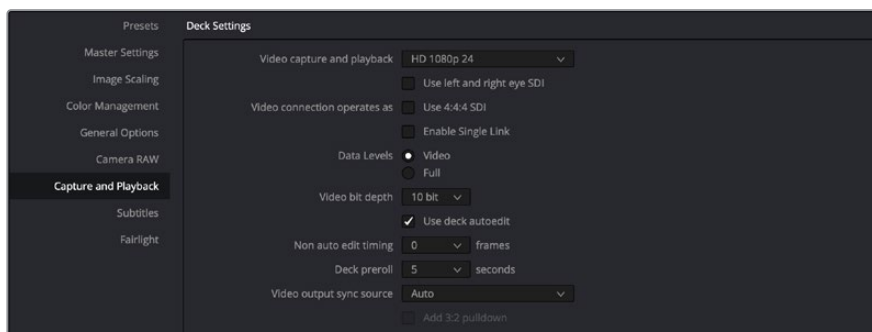 Presets
Master Settings
Image Scaling
Color Management
General Options
Camera RAW
Capture and Playback
Subtitles
Fairlight
Deck Settings
Video capture and playback HD 1080p 24
Use left and right eye SDI
Video connection operates as Use 4:4:4 SDI
Enable Single Link
Data Levels Video
Full
Video bit depth 10 bit
Use deck autoedit
Non auto edit timing 0 frames
Deck preroll 5 seconds
Video output sync source Auto
Add 3:2 pulldown